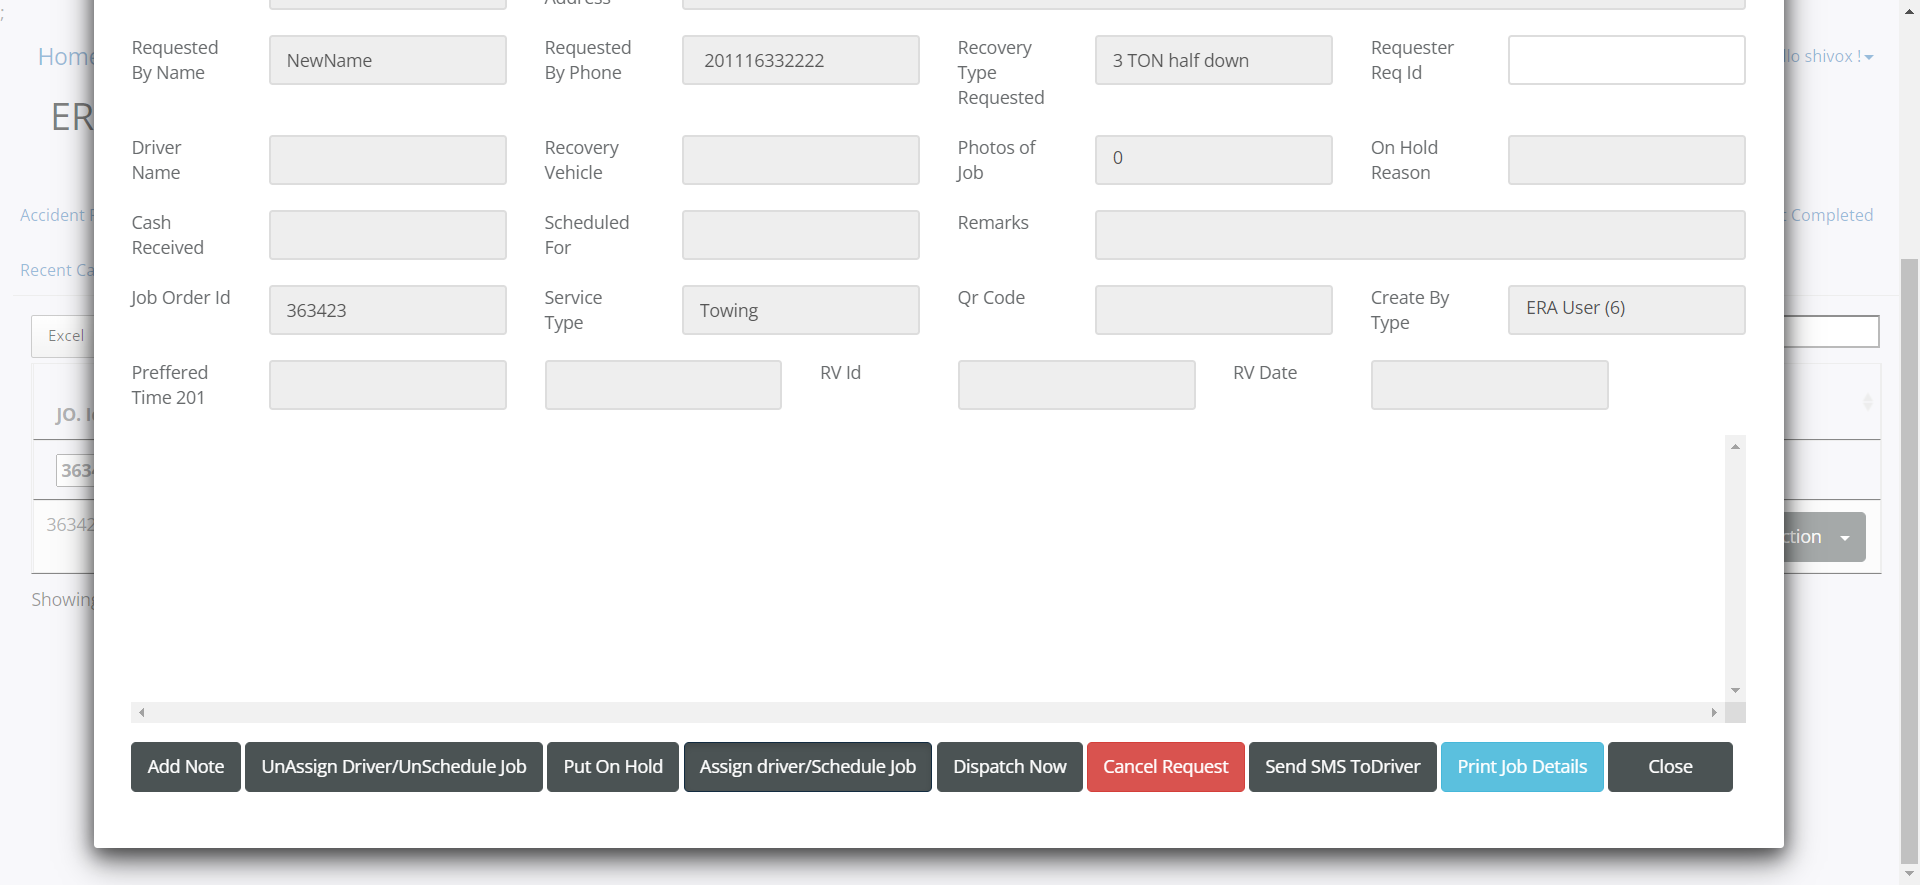 ;
Home
ER
Accident
Recent Ca
Excel
JO. I
363
36342
Showing
Requested By Name
NewName
Requested By Phone
201116332222
Recovery Type Requested
3 TON half down
Requester Req Id
Driver Name
Recovery Vehicle
Photos of Job
0
On Hold Reason
Cash Received
Scheduled For
Remarks
Job Order Id
363423
Service Type
Towing
Qr Code
Create By Type
ERA User (6)
Preffered Time 201
RV Id
RV Date
Add Note
UnAssign Driver/UnSchedule Job
Put On Hold
Assign driver/Schedule Job
Dispatch Now
Cancel Request
Send SMS ToDriver
Print Job Details
Close
llo shivox !
Completed
ction